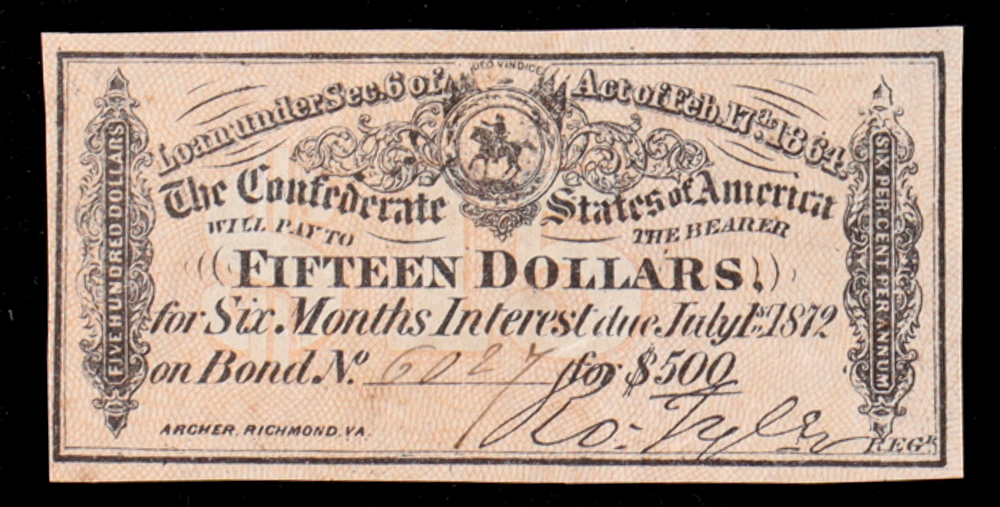 DEO VINDICE
Loan under Sec. 6 of Act of Feb. 17th 1864.
The Confederate States of America
WILL PAY TO THE BEARER
FIFTEEN DOLLARS,
for Six Months Interest due July 1st 1872
on Bond No. 6027 for $500
Ro. Tyler
REGR
ARCHER, RICHMOND. VA.
FIVE HUNDRED DOLLARS
SIX PER CENT. PER ANNUM
$15